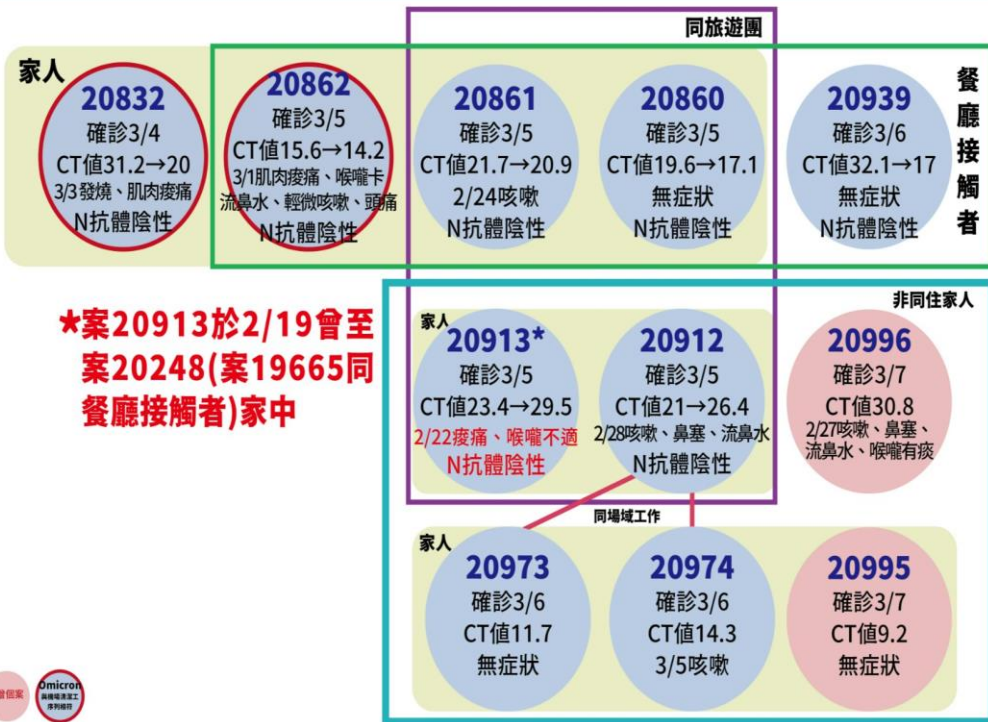 同旅遊團
家人
20832
確診3/4
CT值31.2→20
3/3發燒、肌肉痠痛
N抗體陰性
20862
確診3/5
CT值15.6→14.2
3/1肌肉痠痛、喉嚨卡
流鼻水、輕微咳嗽、頭痛
N抗體陰性
20861
確診3/5
CT值21.7→20.9
2/24咳嗽
N抗體陰性
20860
確診3/5
CT值19.6→17.1
無症狀
N抗體陰性
20939
確診3/6
CT值32.1→17
無症狀
N抗體陰性
餐廳接觸者
★案20913於2/19曾至
案20248(案19665同
餐廳接觸者)家中
非同住家人
家人
20913*
確診3/5
CT值23.4→29.5
2/22痠痛、喉嚨不適
N抗體陰性
20912
確診3/5
CT值21→26.4
2/28咳嗽、鼻塞、流鼻水
N抗體陰性
20996
確診3/7
CT值30.8
2/27咳嗽、鼻塞、
流鼻水、喉嚨有痰
同場域工作
家人
20973
確診3/6
CT值11.7
無症狀
20974
確診3/6
CT值14.3
3/5咳嗽
20995
確診3/7
CT值9.2
無症狀
增個案
Omicron
與機場清潔工
序列相符